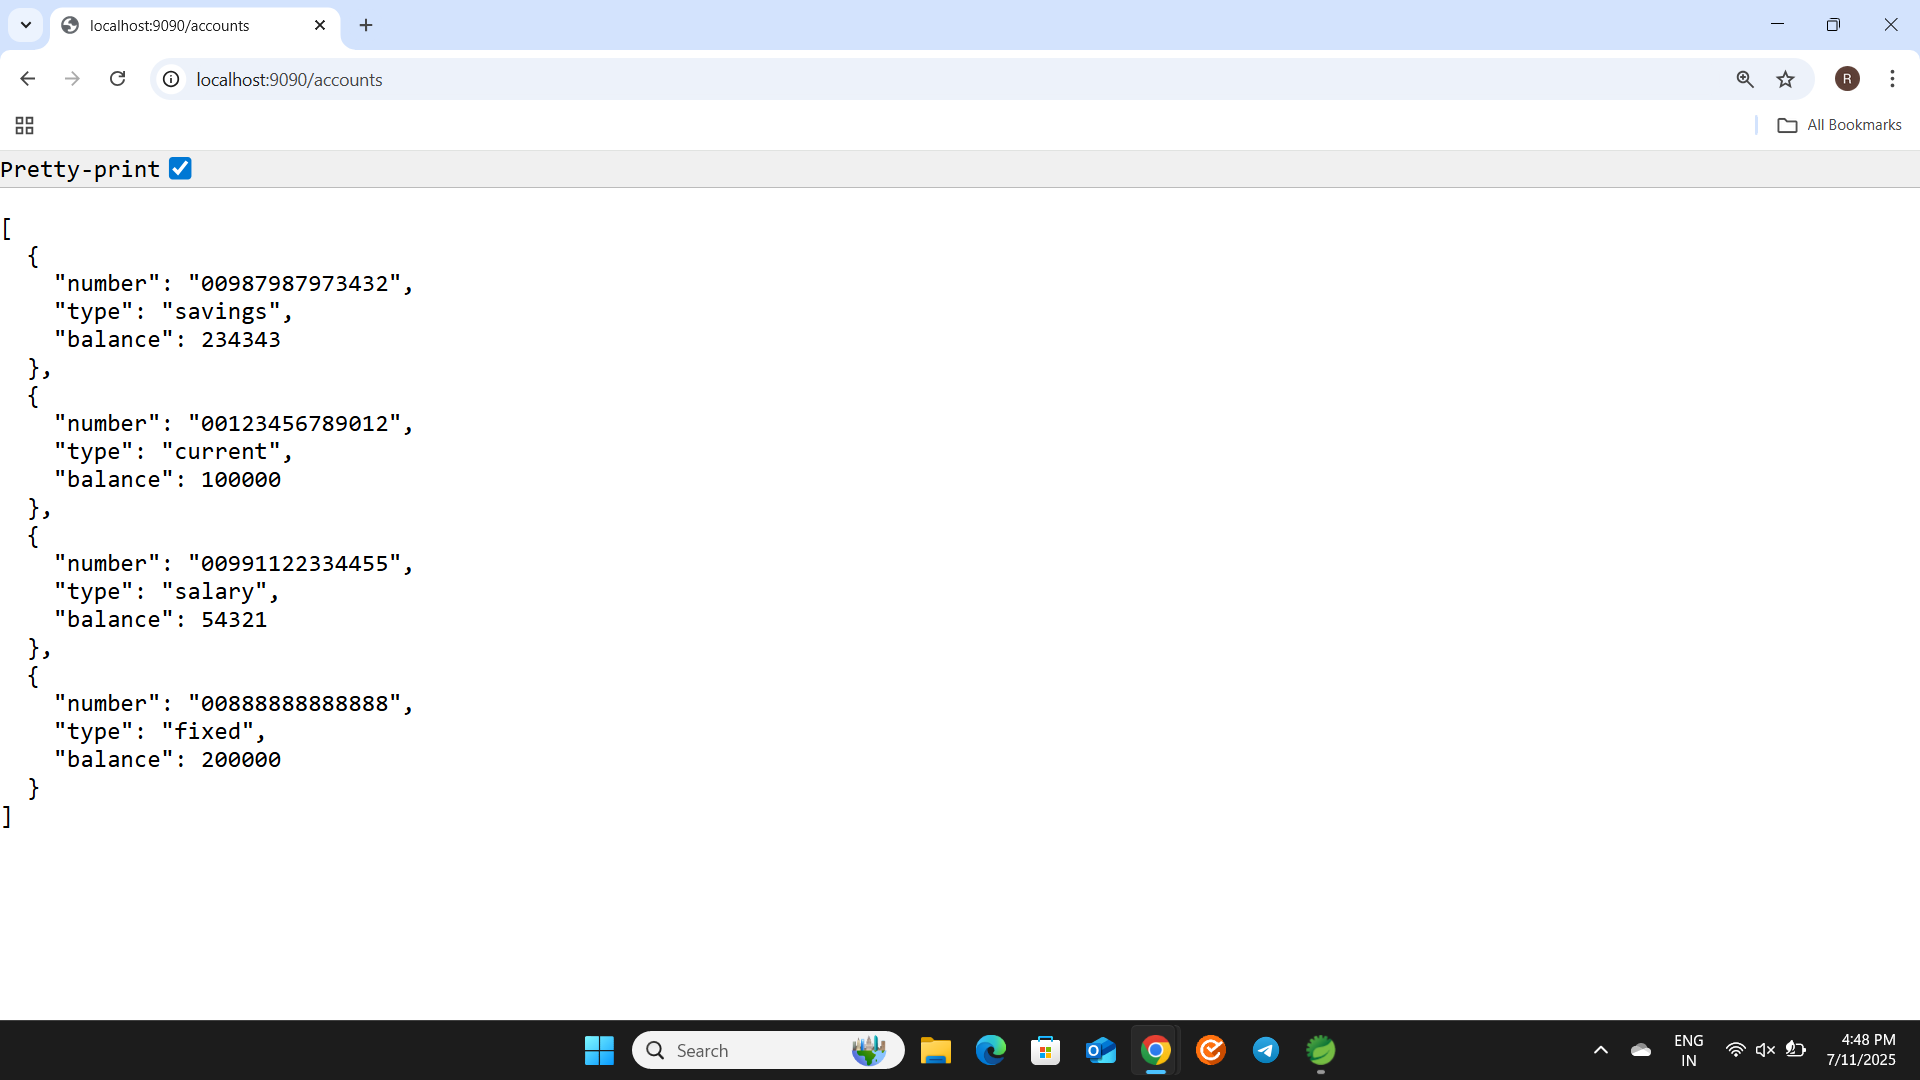 localhost:9090/accounts
localhost:9090/accounts
R
All Bookmarks
Pretty-print
[
  {
    "number": "00987987973432",
    "type": "savings",
    "balance": 234343
  },
  {
    "number": "00123456789012",
    "type": "current",
    "balance": 100000
  },
  {
    "number": "00991122334455",
    "type": "salary",
    "balance": 54321
  },
  {
    "number": "00888888888888",
    "type": "fixed",
    "balance": 200000
  }
]
Search
ENG
IN
4:48 PM
7/11/2025